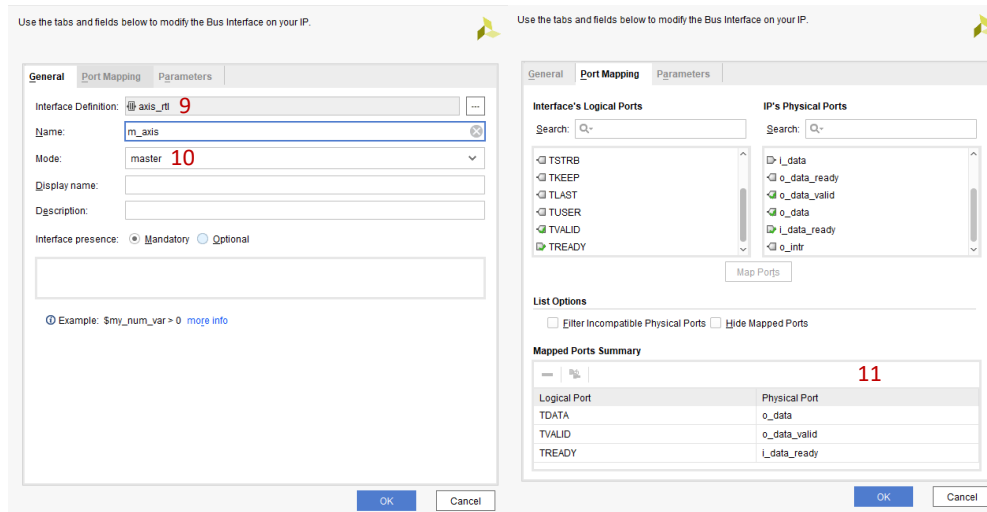 Use the tabs and fields below to modify the Bus Interface on your IP.
General Port Mapping Parameters
Interface Definition: axis_rtl 9 ...
Name: m_axis
Mode: master 10
Display name:
Description:
Interface presence: Mandatory Optional
Example: $my_num_var > 0 more info
OK Cancel
Use the tabs and fields below to modify the Bus Interface on your IP.
General Port Mapping Parameters
Interface's Logical Ports
Search:
TSTRB
TKEEP
TLAST
TUSER
TVALID
TREADY
IP's Physical Ports
Search:
i_data
o_data_ready
o_data_valid
o_data
i_data_ready
o_intr
Map Ports
List Options
Filter Incompatible Physical Ports Hide Mapped Ports
Mapped Ports Summary
11
Logical Port Physical Port
TDATA o_data
TVALID o_data_valid
TREADY i_data_ready
OK Cancel